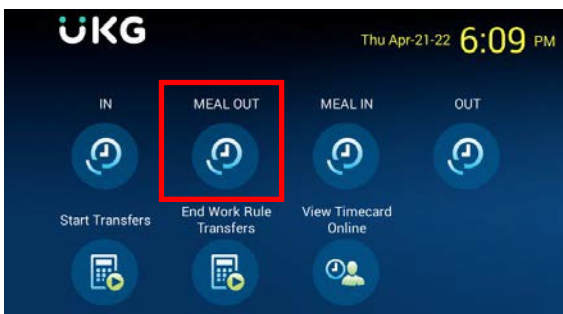 UKG
Thu Apr-21-22 6:09 PM
IN
MEAL OUT
MEAL IN
OUT
Start Transfers
End Work Rule
Transfers
View Timecard
Online